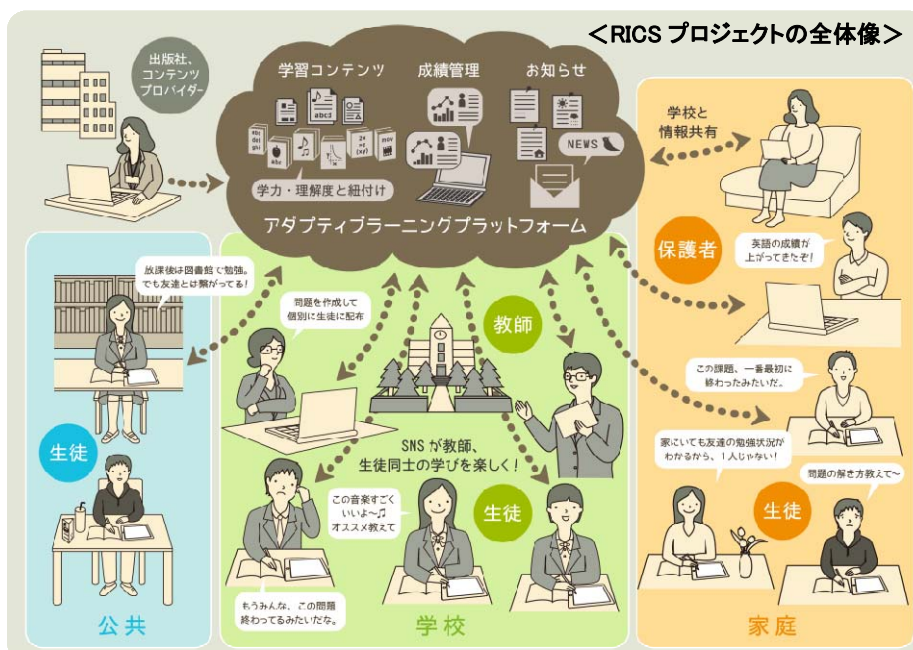 <RICS プロジェクトの全体像>
出版社、
コンテンツ
プロバイダー
学習コンテンツ
成績管理
お知らせ
abcd
abc
def
ghi
abc
mov
NEWS
学力・理解度と紐付け
アダプティブラーニングプラットフォーム
学校と
情報共有
保護者
英語の成績が
上がってきたぞ!
放課後は図書館で勉強。
でも友達とは繋がってる!
問題を作成して
個別に生徒に配布
教師
この課題、一番最初に
終わったみたいだ。
SNS が教師、
生徒同士の学びを楽しく!
家にいても友達の勉強状況が
わかるから、1人じゃない!
問題の解き方教えて〜
生徒
この音楽すごく
いいよ〜♫
オススメ教えて
生徒
生徒
もうみんな、この問題
終わってるみたいだな。
公共
学校
家庭